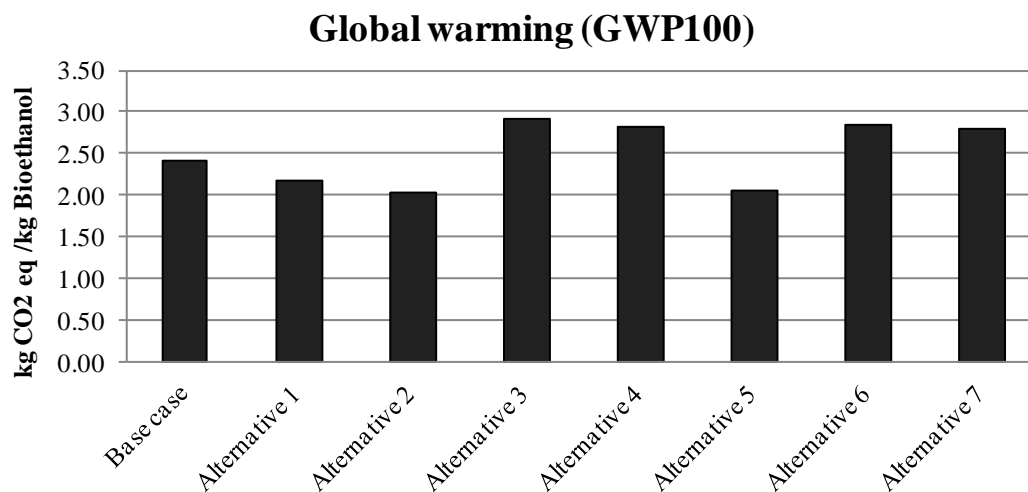 Global warming (GWP100)
kg CO2 eq /kg Bioethanol
3.50
3.00
2.50
2.00
1.50
1.00
0.50
0.00
Base case
Alternative 1
Alternative 2
Alternative 3
Alternative 4
Alternative 5
Alternative 6
Alternative 7